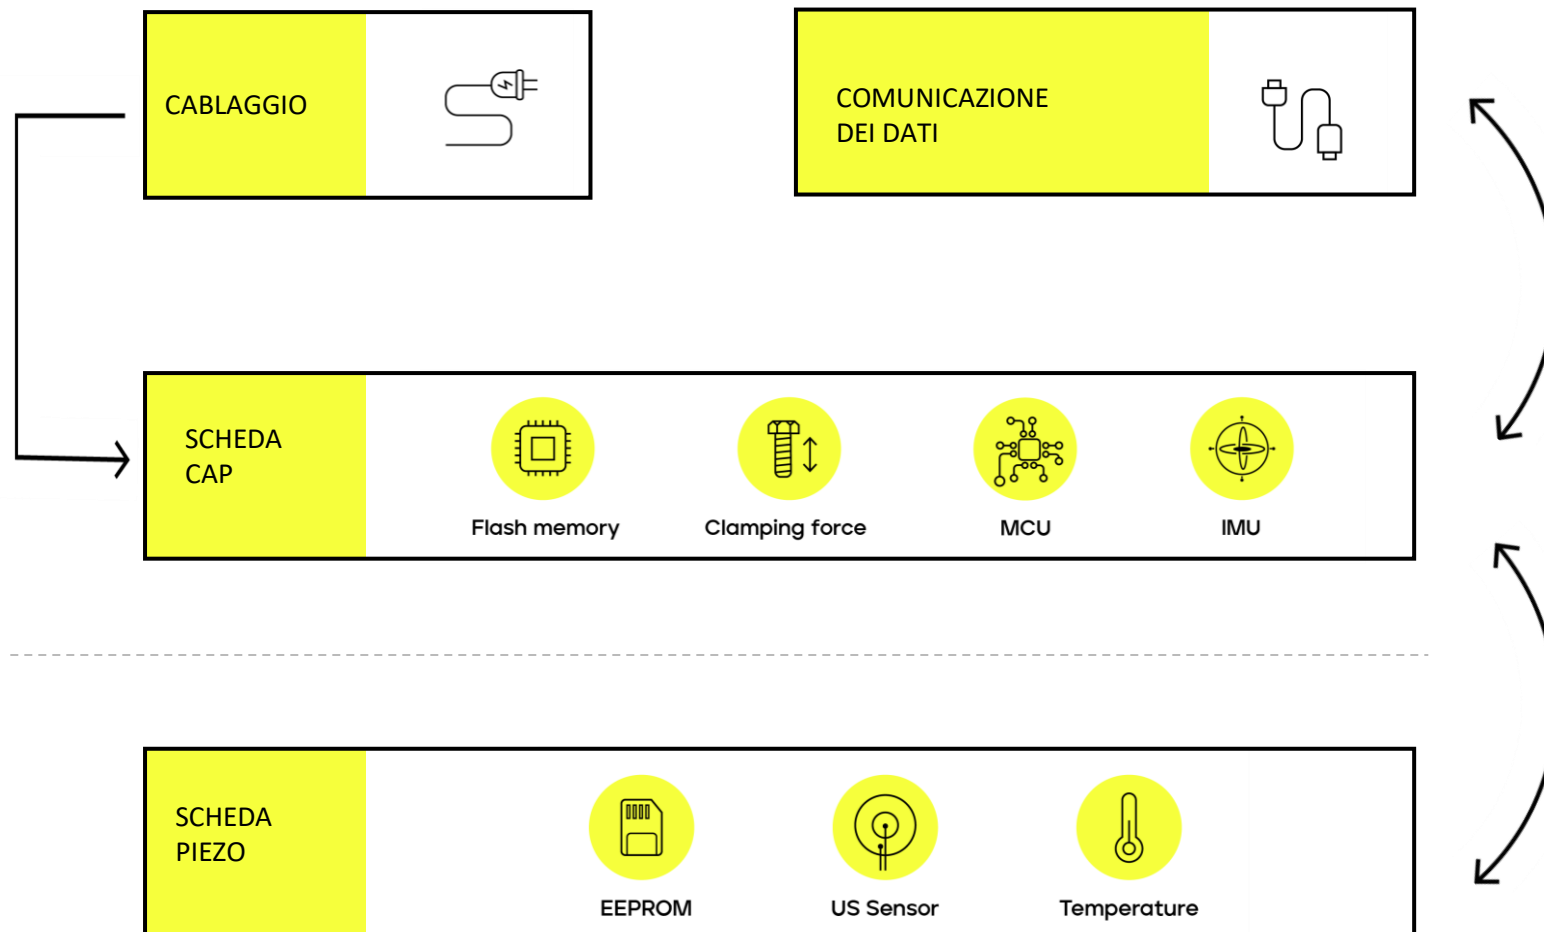 CABLAGGIO
COMUNICAZIONE
DEI DATI
SCHEDA
CAP
Flash memory
Clamping force
MCU
IMU
SCHEDA
PIEZO
EEPROM
US Sensor
Temperature